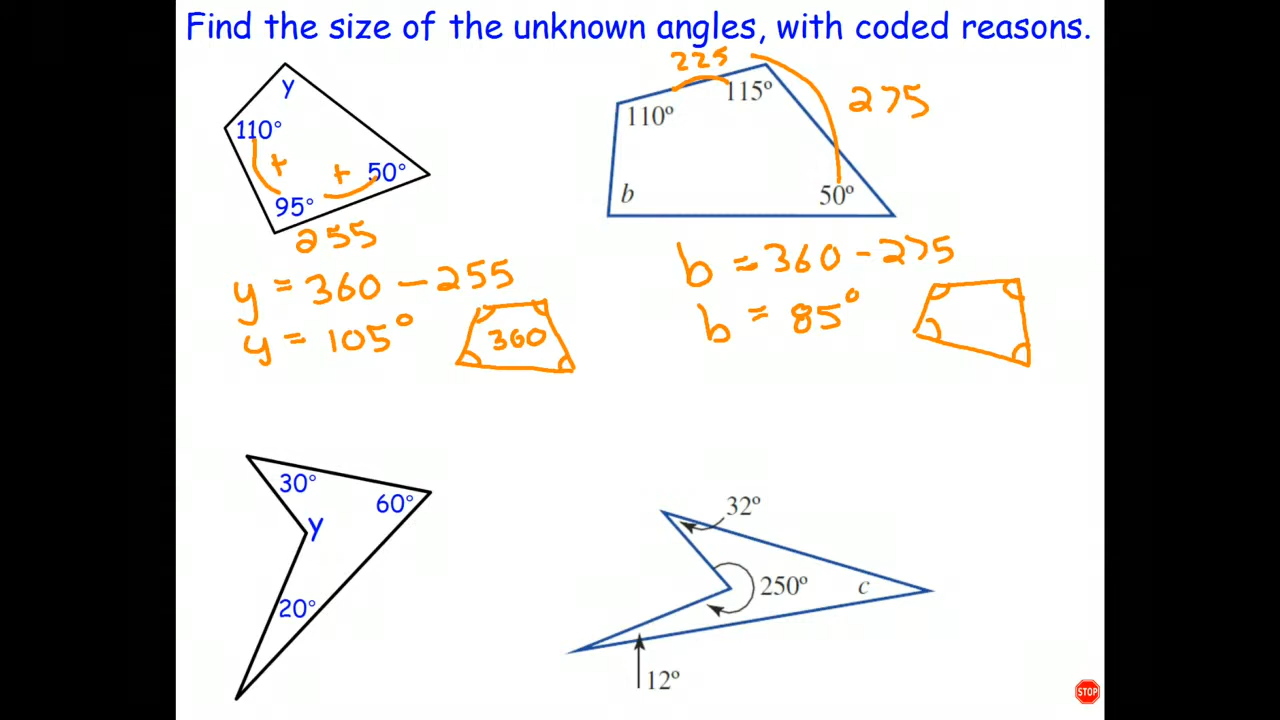 Find the size of the unknown angles, with coded reasons.
y
110°
+
+
50°
95°
255
y = 360 - 255
y = 105°
360
225
115°
110°
275
b
50°
b = 360 - 275
b = 85°
30°
60°
y
20°
32°
250°
c
12°
STOP